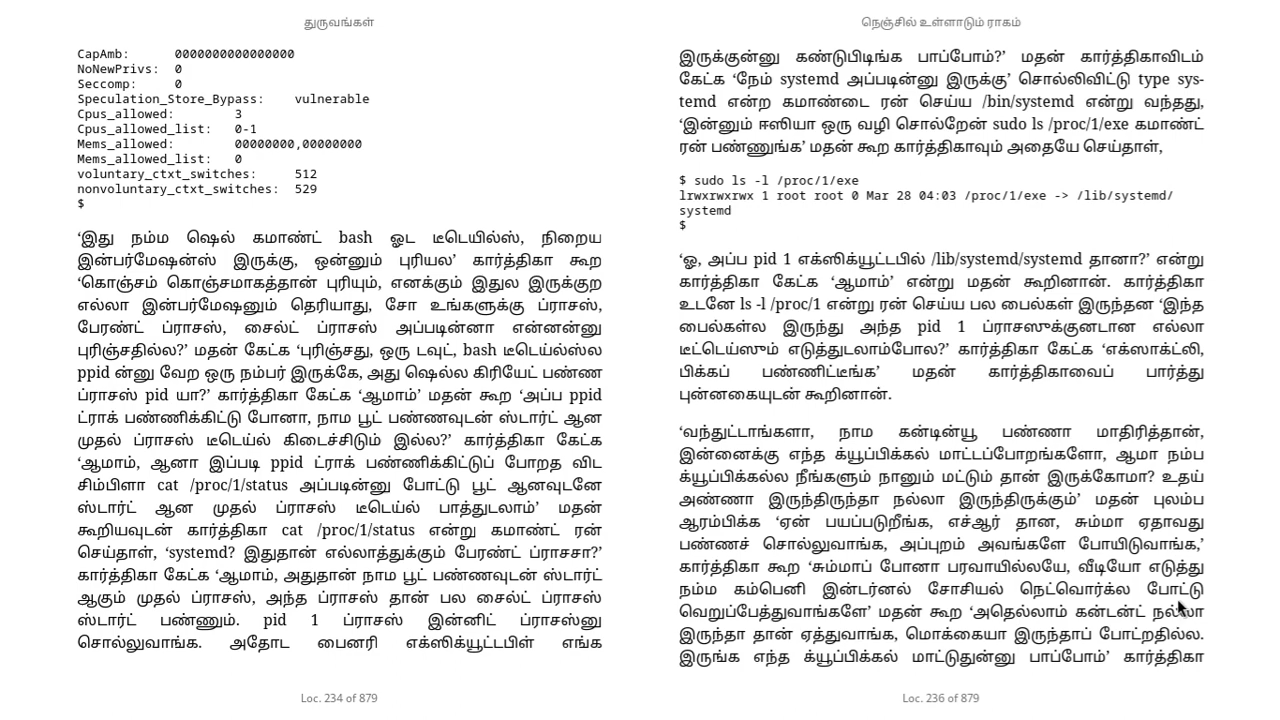 துருவங்கள்
CapAmb: 0000000000000000
NoNewPrivs: 0
Seccomp: 0
Speculation_Store_Bypass: vulnerable
Cpus_allowed: 3
Cpus_allowed_list: 0-1
Mems_allowed: 00000000,00000000
Mems_allowed_list: 0
voluntary_ctxt_switches: 512
nonvoluntary_ctxt_switches: 529
$
‘இது நம்ம ஷெல் கமாண்ட் bash ஓட டீடெயில்ஸ், நிறைய
இன்பர்மேஷன்ஸ் இருக்கு, ஒன்னும் புரியல’ கார்த்திகா கூற
‘கொஞ்சம் கொஞ்சமாகத்தான் புரியும், எனக்கும் இதுல இருக்குற
எல்லா இன்பர்மேஷனும் தெரியாது, சோ உங்களுக்கு ப்ராசஸ்,
பேரண்ட் ப்ராசஸ், சைல்ட் ப்ராசஸ் அப்படின்னா என்னன்னு
புரிஞ்சதில்ல?’ மதன் கேட்க ‘புரிஞ்சது, ஒரு டவுட், bash டீடெய்ல்ஸ்ல
ppid ன்னு வேற ஒரு நம்பர் இருக்கே, அது ஷெல்ல கிரியேட் பண்ண
ப்ராசஸ் pid யா?’ கார்த்திகா கேட்க ‘ஆமாம்’ மதன் கூற ‘அப்ப ppid
ட்ராக் பண்ணிக்கிட்டு போனா, நாம பூட் பண்ணவுடன் ஸ்டார்ட் ஆன
முதல் ப்ராசஸ் டீடெய்ல் கிடைச்சிடும் இல்ல?’ கார்த்திகா கேட்க
‘ஆமாம், ஆனா இப்படி ppid ட்ராக் பண்ணிக்கிட்டுப் போறத விட
சிம்பிளா cat /proc/1/status அப்படின்னு போட்டு பூட் ஆனவுடனே
ஸ்டார்ட் ஆன முதல் ப்ராசஸ் டீடெய்ல் பாத்துடலாம்’ மதன்
கூறியவுடன் கார்த்திகா cat /proc/1/status என்று கமாண்ட் ரன்
செய்தாள், ‘systemd? இதுதான் எல்லாத்துக்கும் பேரண்ட் ப்ராசசா?’
கார்த்திகா கேட்க ‘ஆமாம், அதுதான் நாம பூட் பண்ணவுடன் ஸ்டார்ட்
ஆகும் முதல் ப்ராசஸ், அந்த ப்ராசஸ் தான் பல சைல்ட் ப்ராசஸ்
ஸ்டார்ட் பண்ணும். pid 1 ப்ராசஸ் இன்னிட் ப்ராசஸ்னு
சொல்லுவாங்க. அதோட பைனரி எக்ஸிக்யூட்டபிள் எங்க
Loc. 234 of 879
நெஞ்சில் உள்ளாடும் ராகம்
இருக்குன்னு கண்டுபிடிங்க பாப்போம்?’ மதன் கார்த்திகாவிடம்
கேட்க ‘நேம் systemd அப்படின்னு இருக்கு’ சொல்லிவிட்டு type sys-
temd என்ற கமாண்டை ரன் செய்ய /bin/systemd என்று வந்தது,
‘இன்னும் ஈஸியா ஒரு வழி சொல்றேன் sudo ls /proc/1/exe கமாண்ட்
ரன் பண்ணுங்க’ மதன் கூற கார்த்திகாவும் அதையே செய்தாள்,
$ sudo ls -l /proc/1/exe
lrwxrwxrwx 1 root root 0 Mar 28 04:03 /proc/1/exe -> /lib/systemd/
systemd
$
‘ஓ, அப்ப pid 1 எக்ஸிக்யூட்டபில் /lib/systemd/systemd தானா?’ என்று
கார்த்திகா கேட்க ‘ஆமாம்’ என்று மதன் கூறினான். கார்த்திகா
உடனே ls -l /proc/1 என்று ரன் செய்ய பல பைல்கள் இருந்தன ‘இந்த
பைல்கள்ல இருந்து அந்த pid 1 ப்ராசஸுக்குனடான எல்லா
டீட்டெய்ஸும் எடுத்துடலாம்போல?’ கார்த்திகா கேட்க ‘எக்ஸாக்ட்லி,
பிக்கப் பண்ணிட்டீங்க’ மதன் கார்த்திகாவைப் பார்த்து
புன்னகையுடன் கூறினான்.
‘வந்துட்டாங்களா, நாம கன்டின்யூ பண்ணா மாதிரித்தான்,
இன்னைக்கு எந்த க்யூப்பிக்கல் மாட்டப்போறங்களோ, ஆமா நம்ப
க்யூப்பிக்கல்ல நீங்களும் நானும் மட்டும் தான் இருக்கோமா? உதய்
அண்ணா இருந்திருந்தா நல்லா இருந்திருக்கும்’ மதன் புலம்ப
ஆரம்பிக்க ‘ஏன் பயப்படுறீங்க, எச்ஆர் தான, சும்மா ஏதாவது
பண்ணச் சொல்லுவாங்க, அப்புறம் அவங்களே போயிடுவாங்க,’
கார்த்திகா கூற ‘சும்மாப் போனா பரவாயில்லயே, வீடியோ எடுத்து
நம்ம கம்பெனி இன்டர்னல் சோசியல் நெட்வொர்க்ல போட்டு
வெறுப்பேத்துவாங்களே’ மதன் கூற ‘அதெல்லாம் கன்டன்ட் நல்லா
இருந்தா தான் ஏத்துவாங்க, மொக்கையா இருந்தாப் போட்றதில்ல.
இருங்க எந்த க்யூப்பிக்கல் மாட்டுதுன்னு பாப்போம்’ கார்த்திகா
Loc. 236 of 879